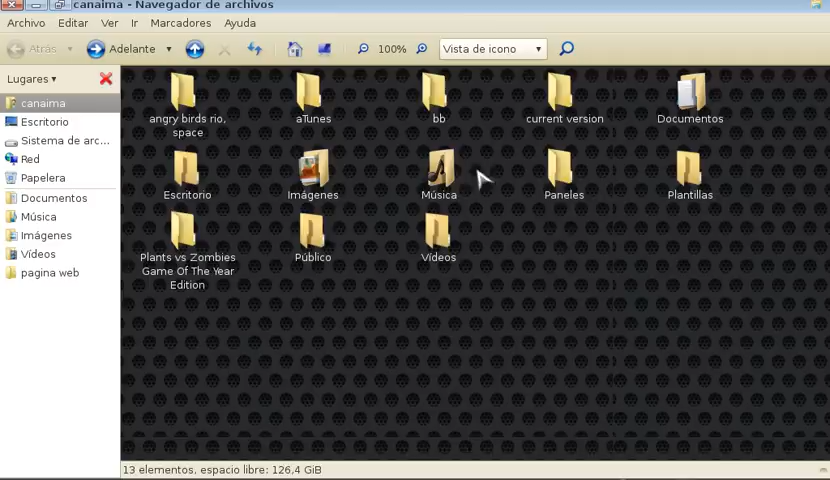 canaima - Navegador de archivos
Archivo Editar Ver Ir Marcadores Ayuda
Atrás Adelante 100% Vista de icono
Lugares
canaima
Escritorio
Sistema de arc...
Red
Papelera
Documentos
Música
Imágenes
Vídeos
pagina web
angry birds rio,
space
aTunes
bb
current version
Documentos
Escritorio
Imágenes
Música
Paneles
Plantillas
Plants vs Zombies
Game Of The Year
Edition
Público
Vídeos
13 elementos, espacio libre: 126,4 GiB